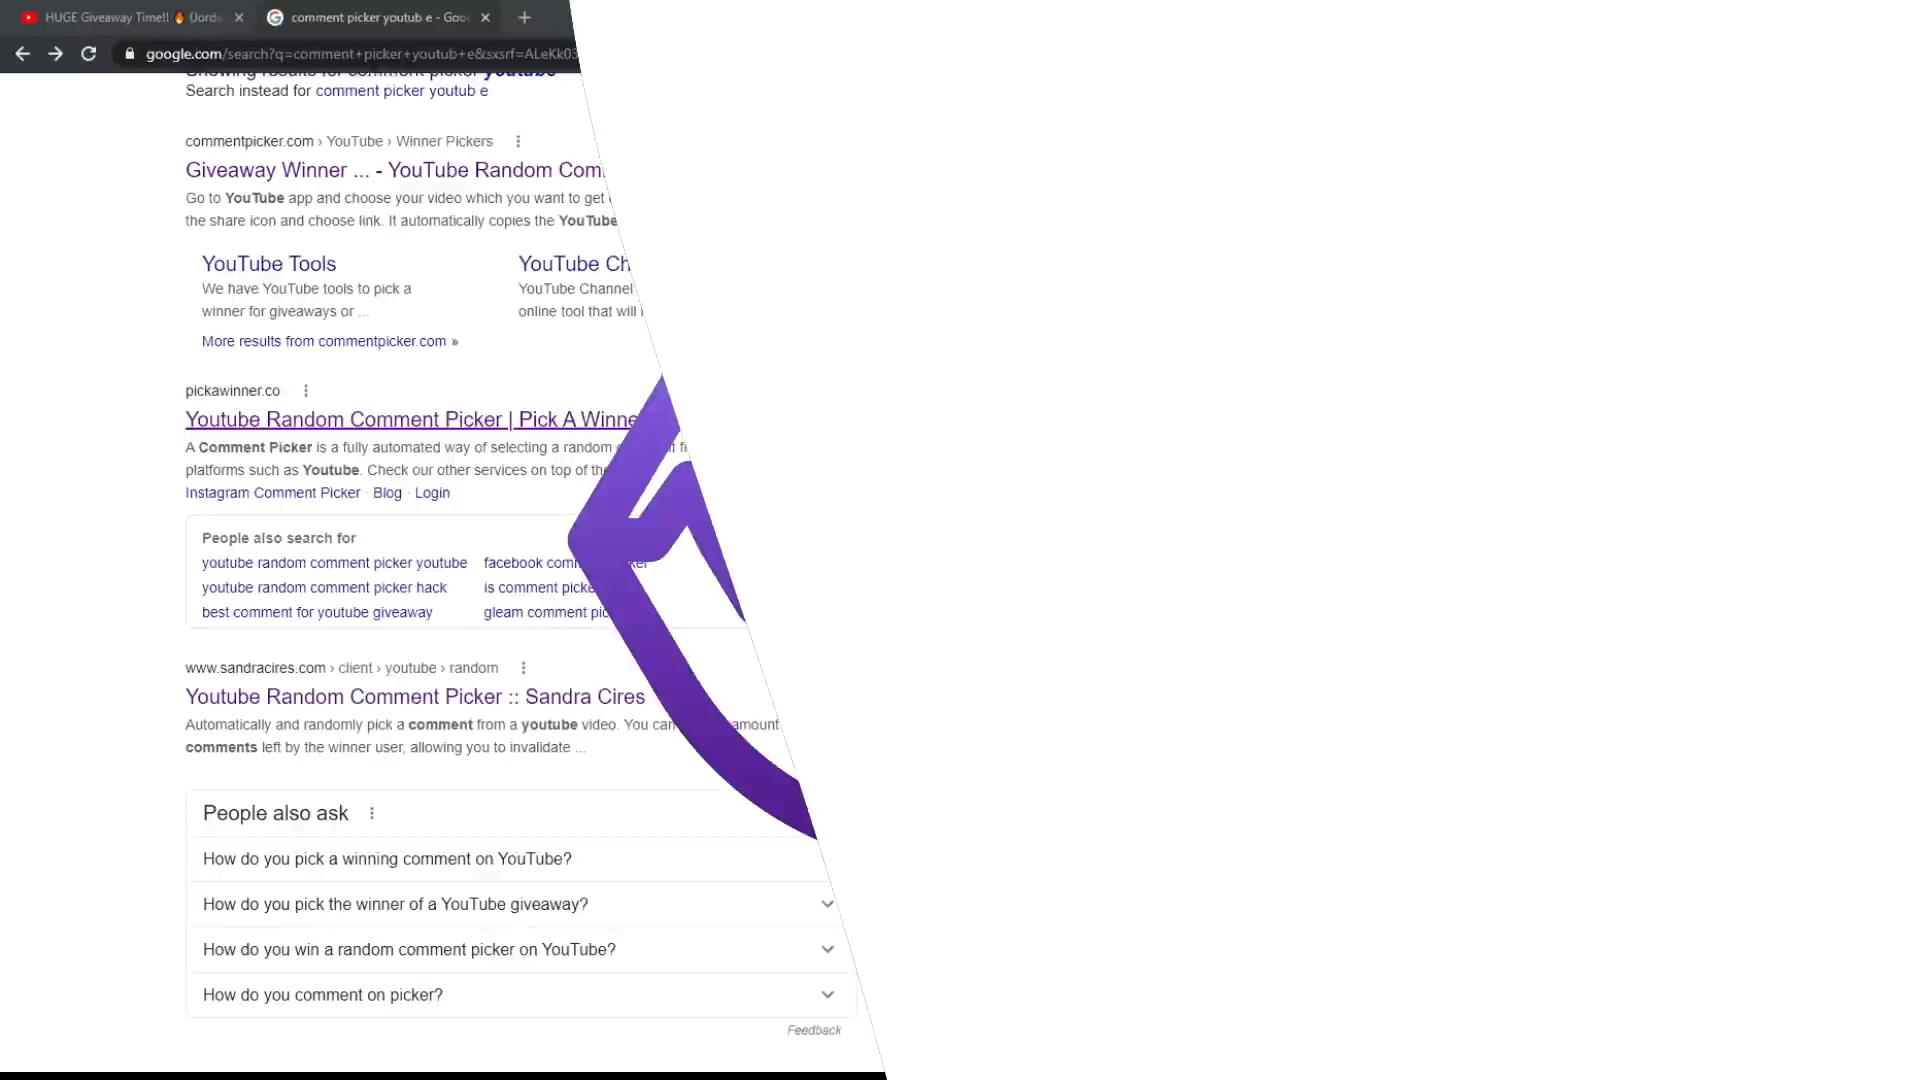 HUGE Giveaway Time!! 🔥 (Jord
comment picker youtub e - Goo
google.com/search?q=comment+picker+youtub+e&sxsrf=ALeKk03
Showing results for comment picker youtube
Search instead for comment picker youtub e
commentpicker.com › YouTube › Winner Pickers
Giveaway Winner ... - YouTube Random Com
Go to YouTube app and choose your video which you want to get
the share icon and choose link. It automatically copies the YouTube
YouTube Tools
We have YouTube tools to pick a
winner for giveaways or ...
YouTube Ch
YouTube Channel
online tool that will
More results from commentpicker.com »
pickawinner.co
Youtube Random Comment Picker | Pick A Winne
A Comment Picker is a fully automated way of selecting a random
platforms such as Youtube. Check our other services on top of the
Instagram Comment Picker · Blog · Login
People also search for
youtube random comment picker youtube
youtube random comment picker hack
best comment for youtube giveaway
facebook com
is comment picke
gleam comment pic
www.sandracires.com › client › youtube › random
Youtube Random Comment Picker :: Sandra Cires
Automatically and randomly pick a comment from a youtube video. You can amount
comments left by the winner user, allowing you to invalidate ...
People also ask
How do you pick a winning comment on YouTube?
How do you pick the winner of a YouTube giveaway?
How do you win a random comment picker on YouTube?
How do you comment on picker?
Feedback